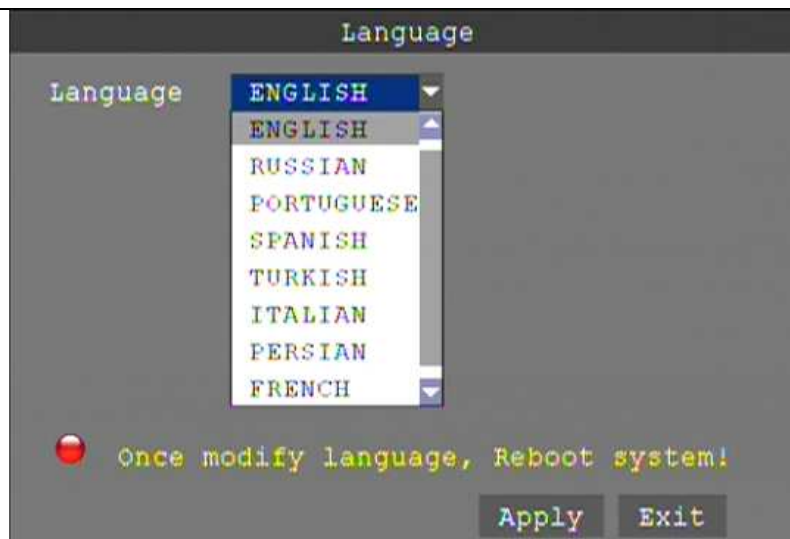 Language
Language ENGLISH
ENGLISH
RUSSIAN
PORTUGUESE
SPANISH
TURKISH
ITALIAN
PERSIAN
FRENCH
Once modify language, Reboot system!
Apply Exit